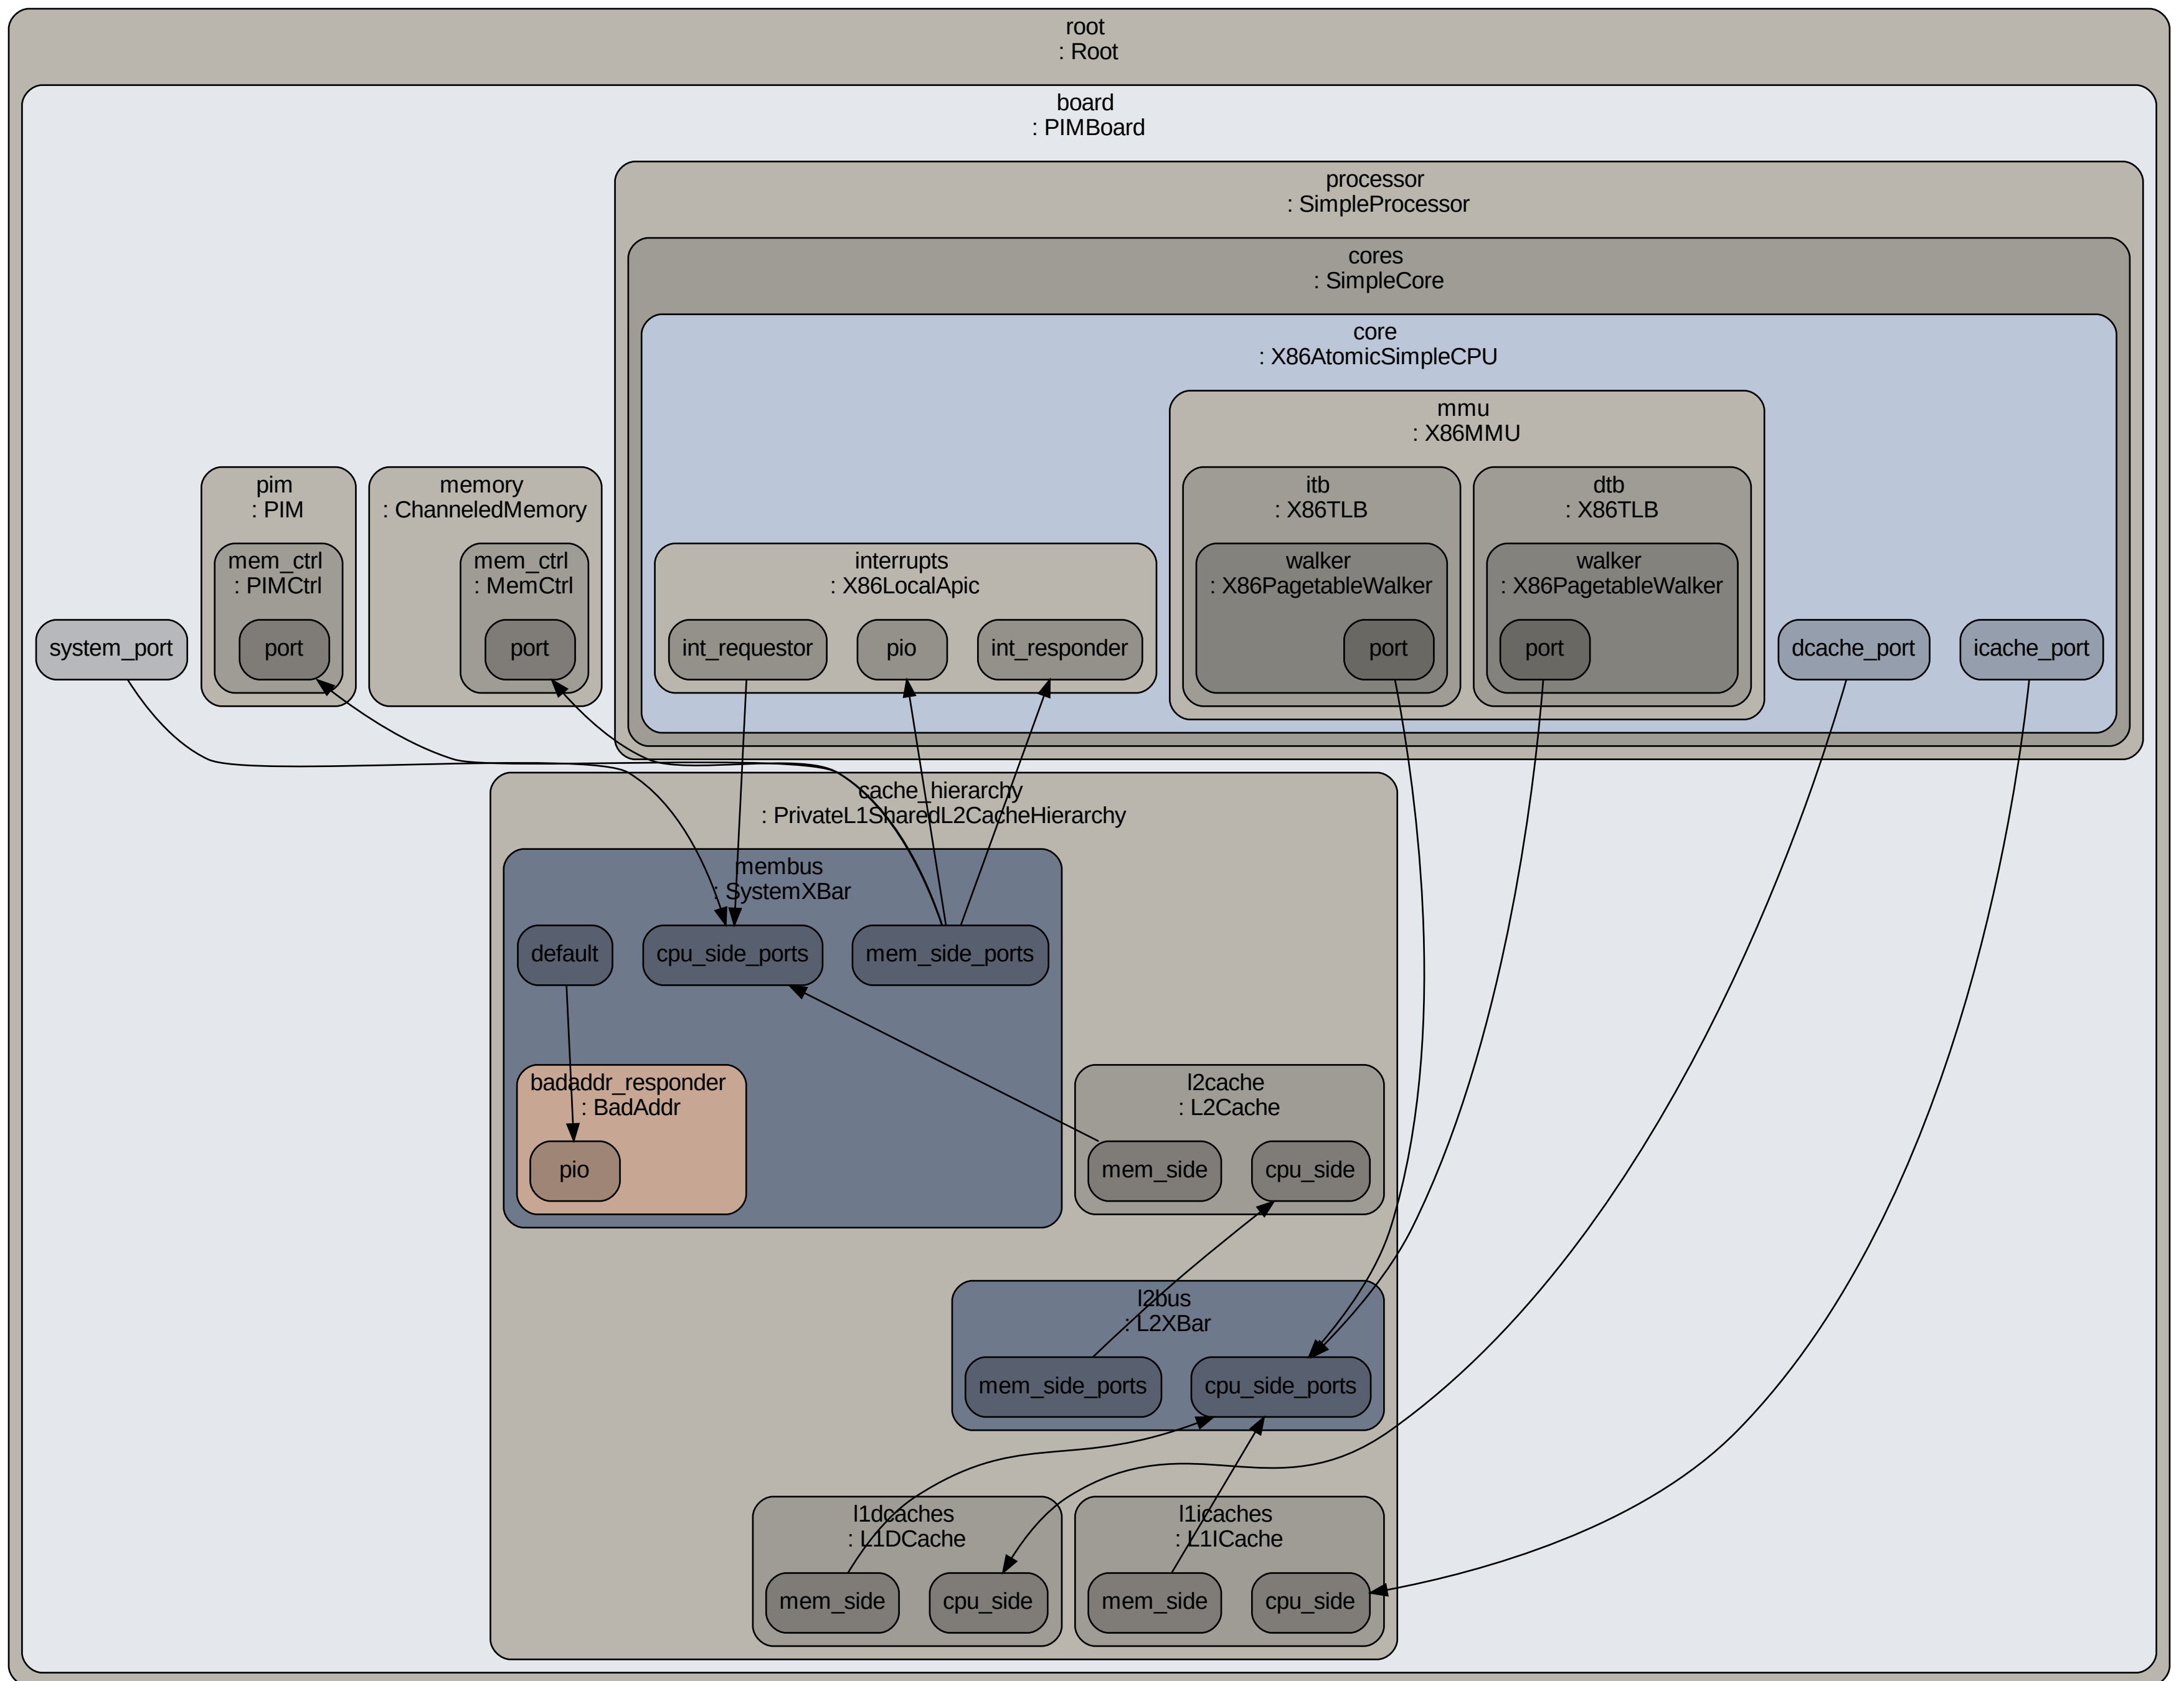 root
: Root
board
: PIMBoard
processor
: SimpleProcessor
cores
: SimpleCore
core
: X86AtomicSimpleCPU
mmu
: X86MMU
pim
: PIM
memory
: ChanneledMemory
itb
: X86TLB
dtb
: X86TLB
mem_ctrl
: PIMCtrl
mem_ctrl
: MemCtrl
interrupts
: X86LocalApic
walker
: X86PagetableWalker
walker
: X86PagetableWalker
system_port
port
port
int_requestor
pio
int_responder
port
port
dcache_port
icache_port
cache_hierarchy
: PrivateL1SharedL2CacheHierarchy
membus
: SystemXBar
default
cpu_side_ports
mem_side_ports
badaddr_responder
: BadAddr
pio
l2cache
: L2Cache
mem_side
cpu_side
l2bus
: L2XBar
mem_side_ports
cpu_side_ports
l1dcaches
: L1DCache
mem_side
cpu_side
l1icaches
: L1ICache
mem_side
cpu_side